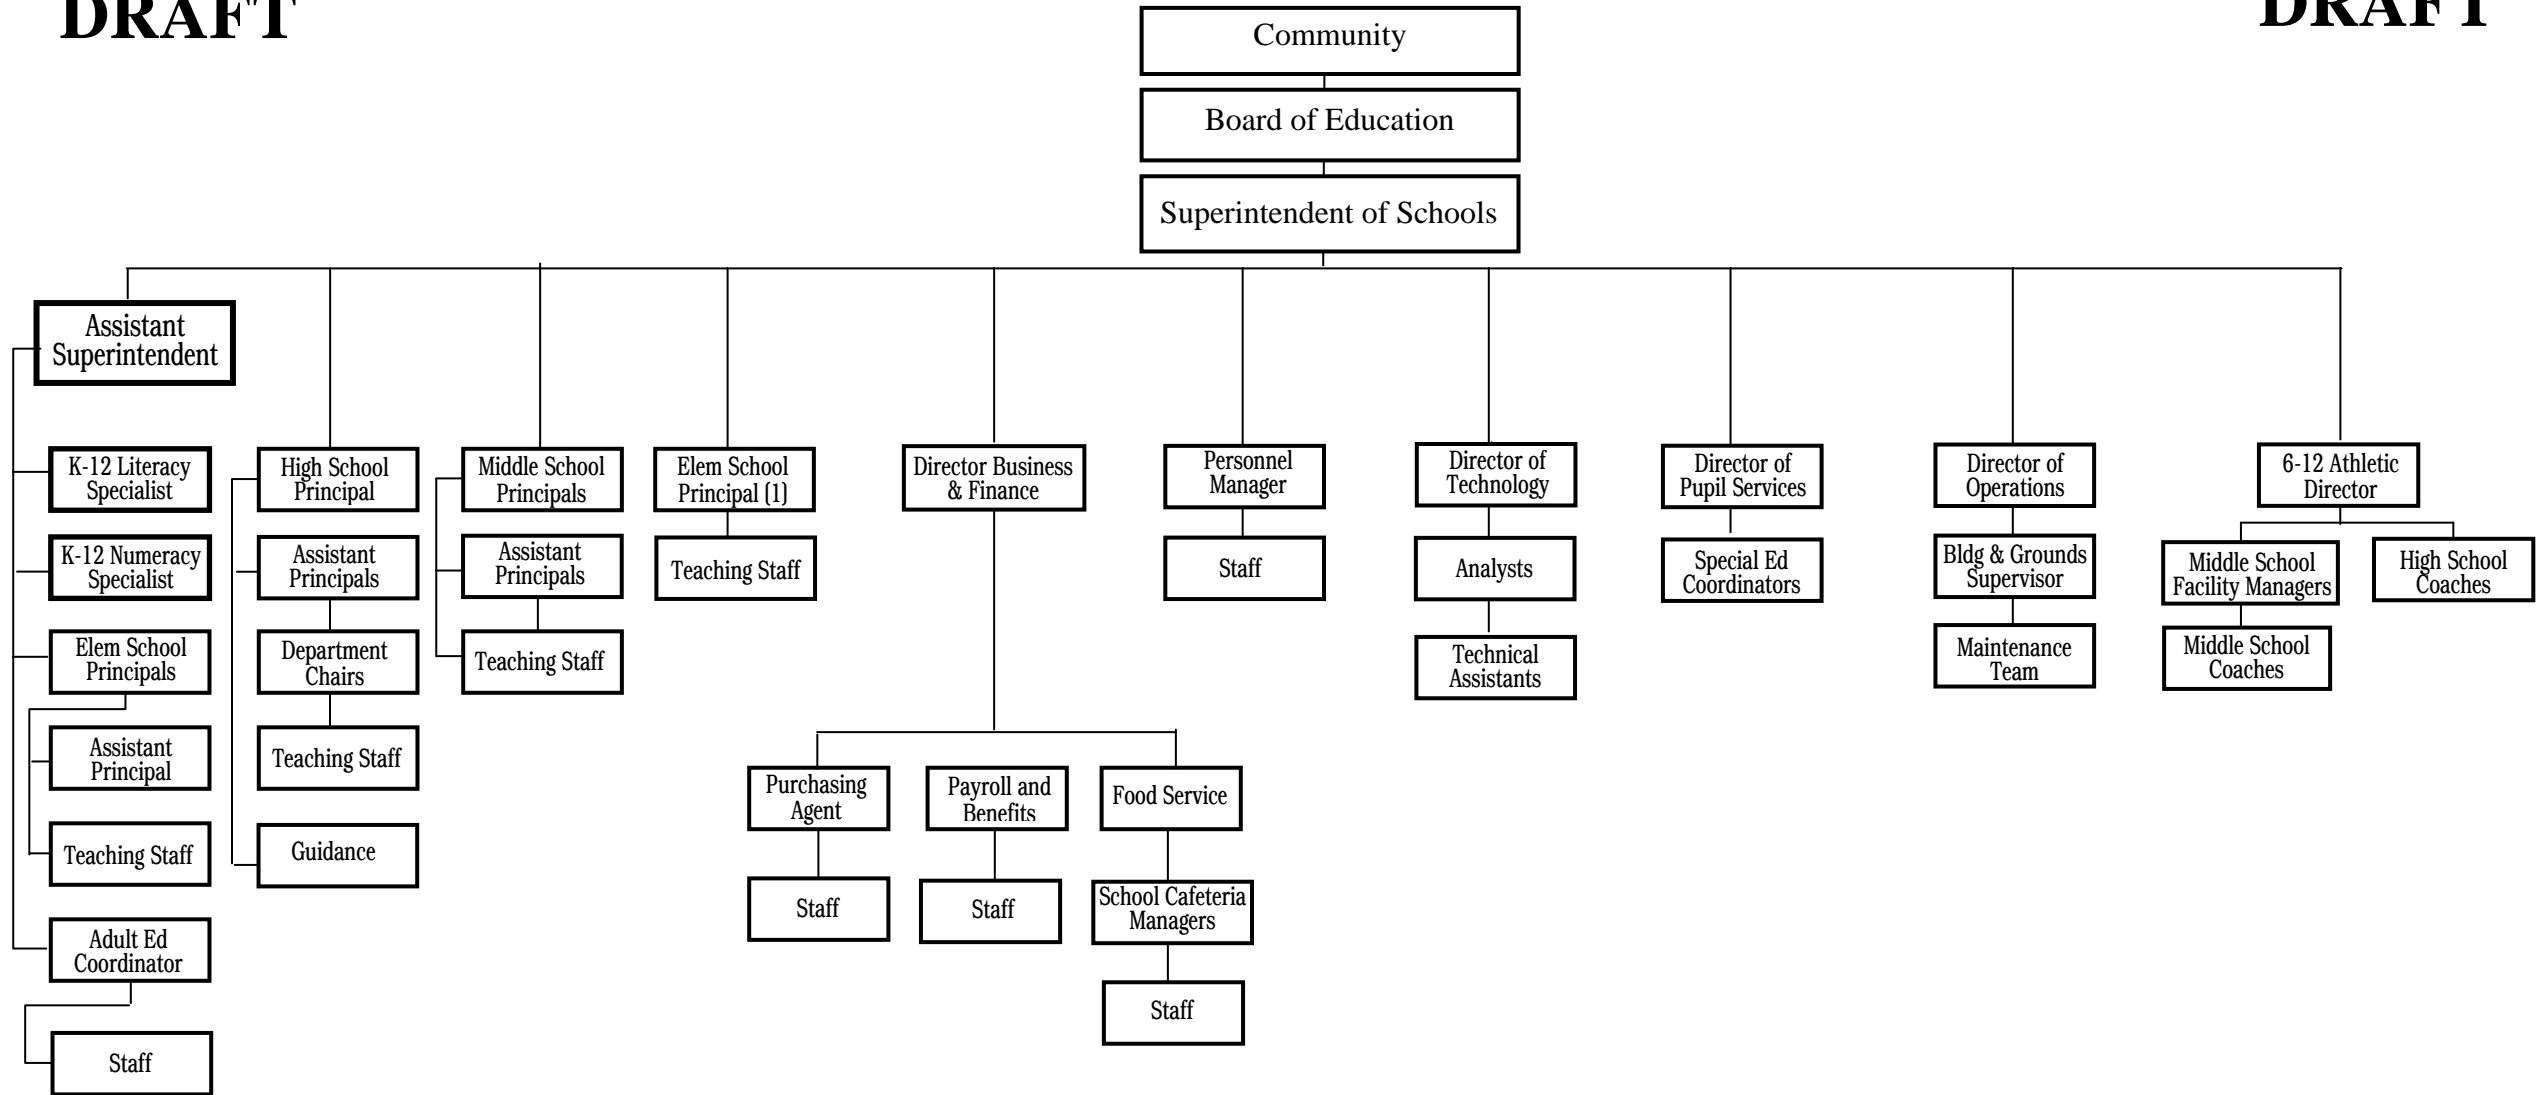 DRAFT
DRAFT
Community
Board of Education
Superintendent of Schools
Assistant
Superintendent
K-12 Literacy
Specialist
K-12 Numeracy
Specialist
Elem School
Principals
Assistant
Principal
Teaching Staff
Adult Ed
Coordinator
Staff
High School
Principal
Assistant
Principals
Department
Chairs
Teaching Staff
Guidance
Middle School
Principals
Assistant
Principals
Teaching Staff
Elem School
Principal (1)
Teaching Staff
Director Business
& Finance
Purchasing
Agent
Staff
Payroll and
Benefits
Staff
Food Service
School Cafeteria
Managers
Staff
Personnel
Manager
Staff
Director of
Technology
Analysts
Technical
Assistants
Director of
Pupil Services
Special Ed
Coordinators
Director of
Operations
Bldg & Grounds
Supervisor
Maintenance
Team
6-12 Athletic
Director
Middle School
Facility Managers
Middle School
Coaches
High School
Coaches